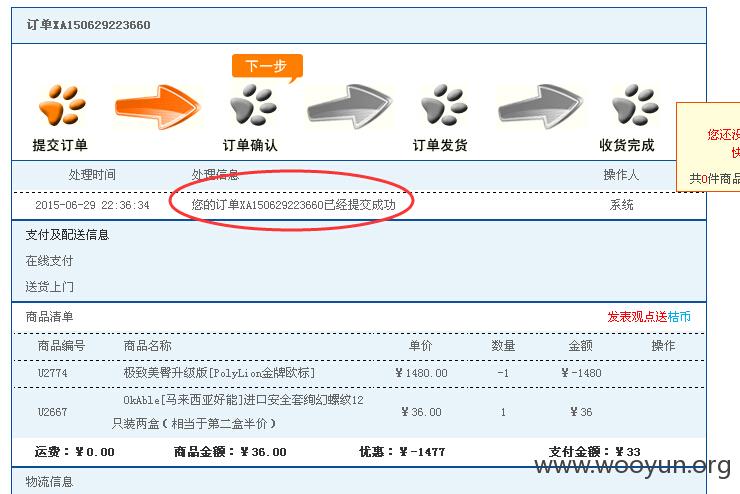 订单XA150629223660
下一步
提交订单 订单确认 订单发货 收货完成
您还没
快
共0件商品
处理时间 处理信息 操作人
2015-06-29 22:36:34 您的订单XA150629223660已经提交成功 系统
支付及配送信息
在线支付
送货上门
商品清单 发表观点送桔币
商品编号 商品名称 单价 数量 金额 操作
U2774 极致美臀升级版[PolyLion金牌欧标] ￥1480.00 -1 ￥-1480
OkAble[马来西亚好能]进口安全套绚幻螺纹12
U2667 只装两盒(相当于第二盒半价) ￥36.00 1 ￥36
运费：￥0.00 商品金额：￥36.00 优惠：￥-1477 支付金额：￥33
www.wooyun.org
物流信息